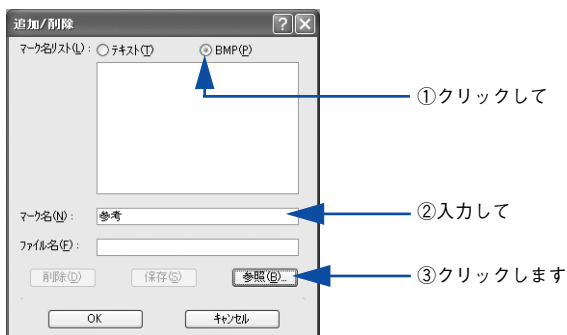 追加/削除
マーク名リスト(L): テキスト(T) BMP(P)
①クリックして
マーク名(N): 参考
②入力して
ファイル名(F):
削除(D) 保存(S) 参照(B)...
③クリックします
OK キャンセル